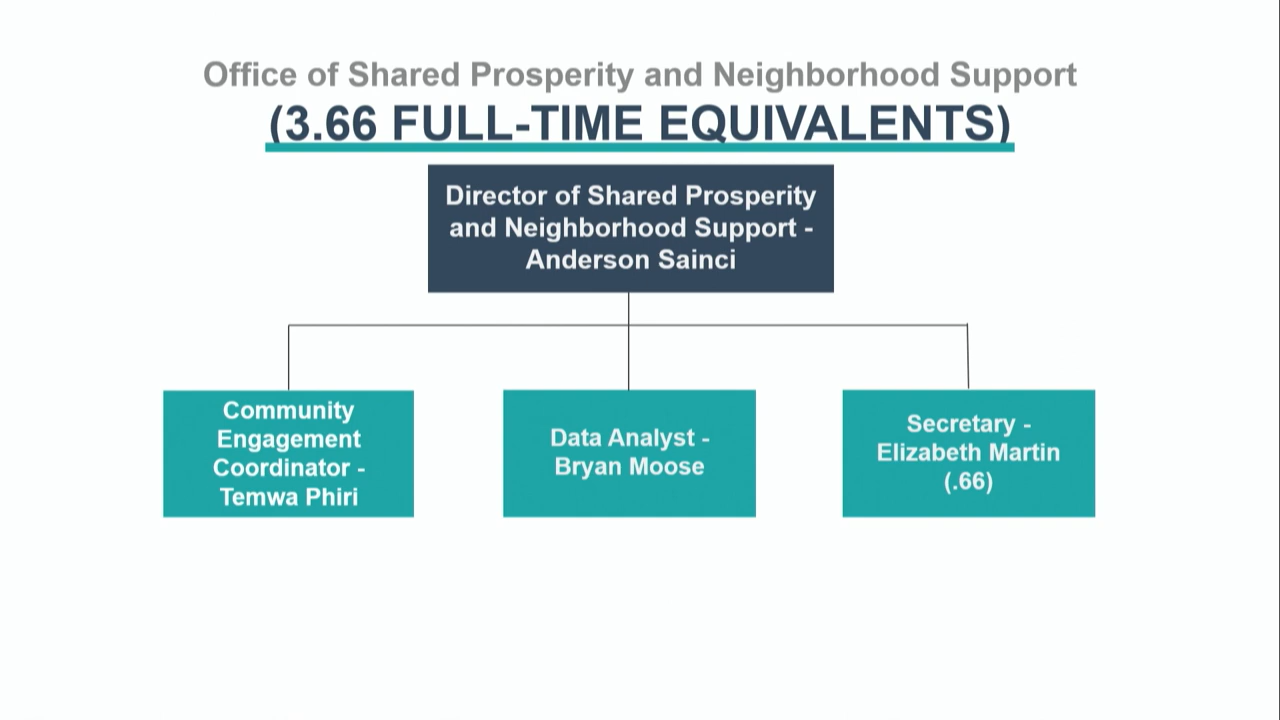 Office of Shared Prosperity and Neighborhood Support
(3.66 FULL-TIME EQUIVALENTS)
Director of Shared Prosperity
and Neighborhood Support -
Anderson Sainci
Community
Engagement
Coordinator -
Temwa Phiri
Data Analyst -
Bryan Moose
Secretary -
Elizabeth Martin
(.66)